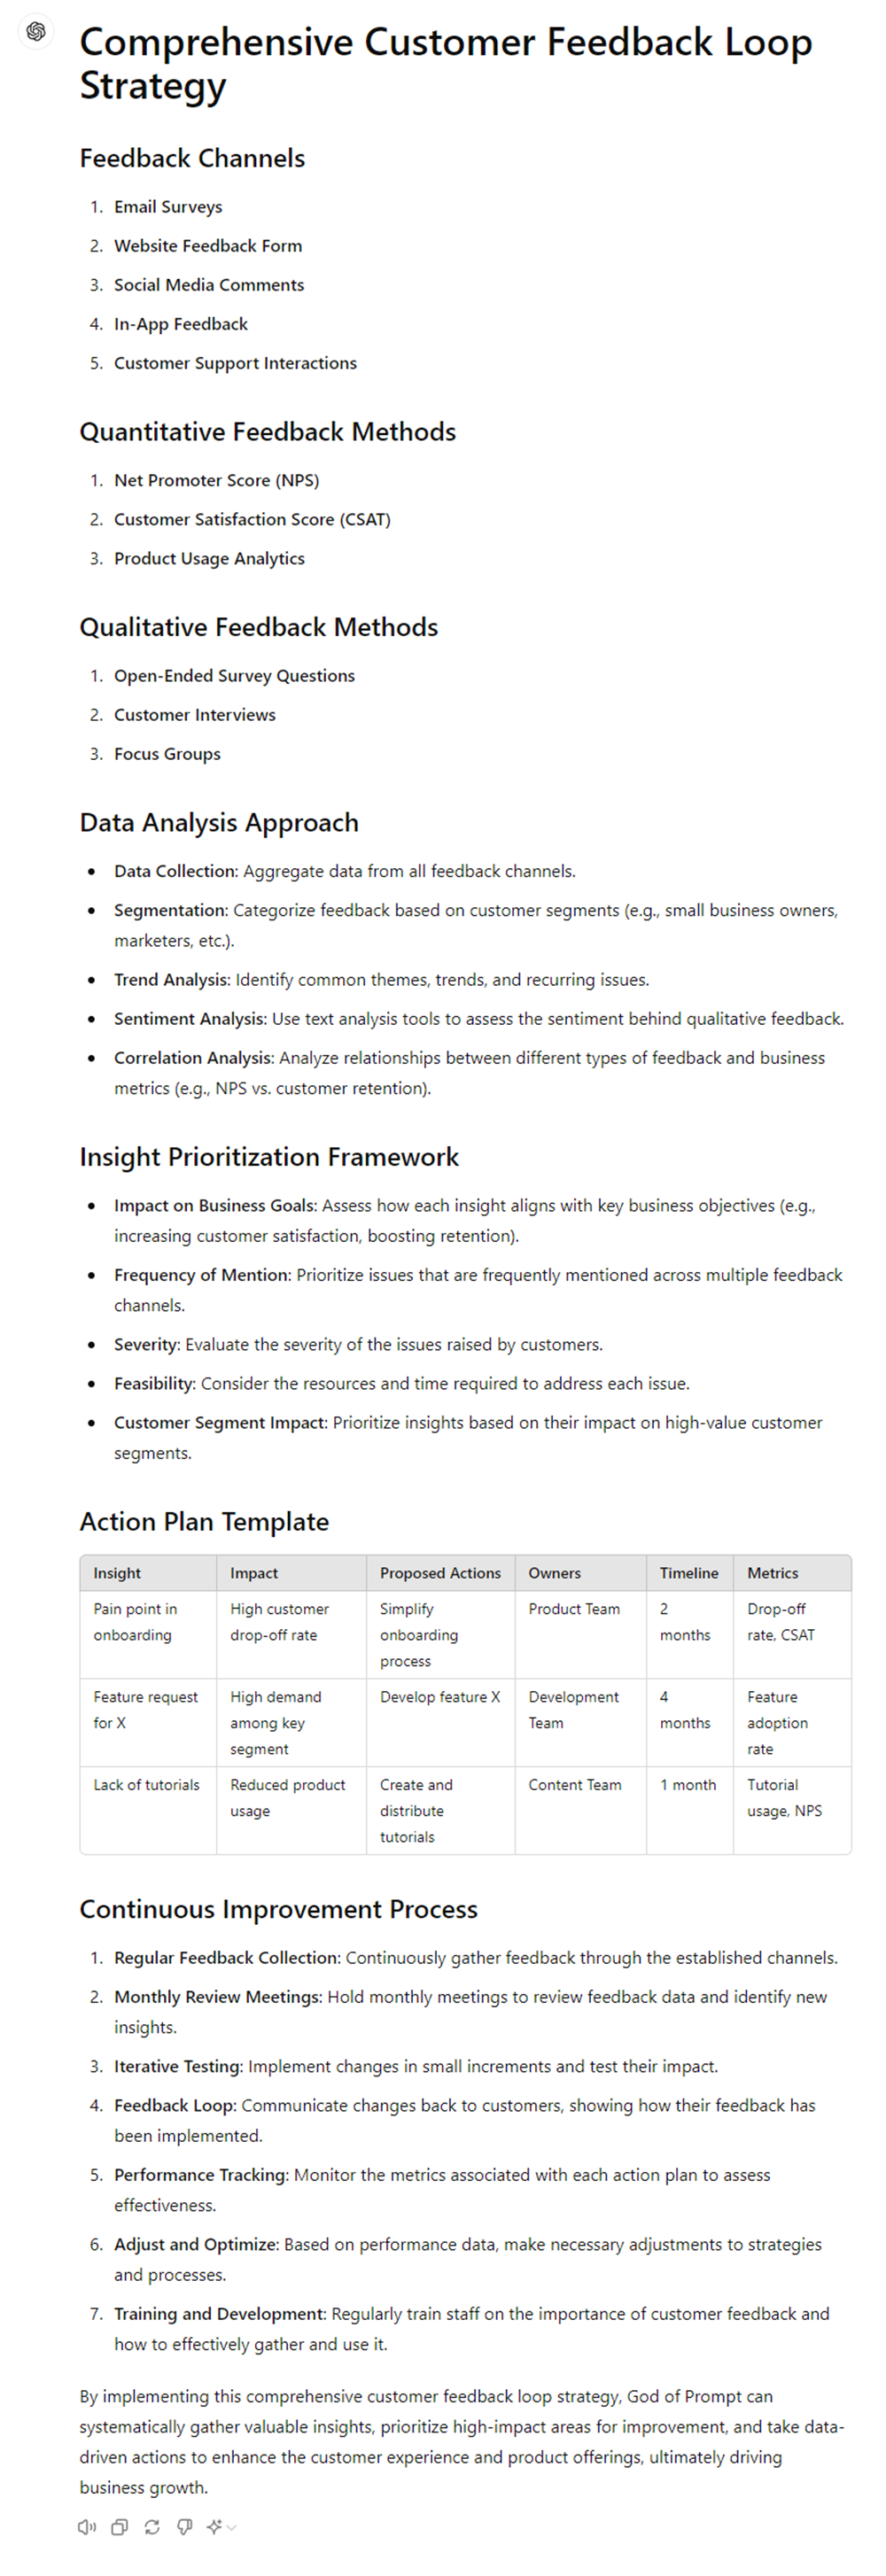 Comprehensive Customer Feedback Loop
Strategy
Feedback Channels
1. Email Surveys
2. Website Feedback Form
3. Social Media Comments
4. In-App Feedback
5. Customer Support Interactions
Quantitative Feedback Methods
1. Net Promoter Score (NPS)
2. Customer Satisfaction Score (CSAT)
3. Product Usage Analytics
Qualitative Feedback Methods
1. Open-Ended Survey Questions
2. Customer Interviews
3. Focus Groups
Data Analysis Approach
• Data Collection: Aggregate data from all feedback channels.
• Segmentation: Categorize feedback based on customer segments (e.g., small business owners,
marketers, etc.).
• Trend Analysis: Identify common themes, trends, and recurring issues.
• Sentiment Analysis: Use text analysis tools to assess the sentiment behind qualitative feedback.
• Correlation Analysis: Analyze relationships between different types of feedback and business
metrics (e.g., NPS vs. customer retention).
Insight Prioritization Framework
• Impact on Business Goals: Assess how each insight aligns with key business objectives (e.g.,
increasing customer satisfaction, boosting retention).
• Frequency of Mention: Prioritize issues that are frequently mentioned across multiple feedback
channels.
• Severity: Evaluate the severity of the issues raised by customers.
• Feasibility: Consider the resources and time required to address each issue.
• Customer Segment Impact: Prioritize insights based on their impact on high-value customer
segments.
Action Plan Template
Insight Impact Proposed Actions Owners Timeline Metrics
Pain point in High customer Simplify Product Team 2 Drop-off
onboarding drop-off rate onboarding months rate, CSAT
process
Feature request High demand Develop feature X Development 4 Feature
for X among key Team months adoption
segment rate
Lack of tutorials Reduced product Create and Content Team 1 month Tutorial
usage distribute usage, NPS
tutorials
Continuous Improvement Process
1. Regular Feedback Collection: Continuously gather feedback through the established channels.
2. Monthly Review Meetings: Hold monthly meetings to review feedback data and identify new
insights.
3. Iterative Testing: Implement changes in small increments and test their impact.
4. Feedback Loop: Communicate changes back to customers, showing how their feedback has
been implemented.
5. Performance Tracking: Monitor the metrics associated with each action plan to assess
effectiveness.
6. Adjust and Optimize: Based on performance data, make necessary adjustments to strategies
and processes.
7. Training and Development: Regularly train staff on the importance of customer feedback and
how to effectively gather and use it.
By implementing this comprehensive customer feedback loop strategy, God of Prompt can
systematically gather valuable insights, prioritize high-impact areas for improvement, and take data-
driven actions to enhance the customer experience and product offerings, ultimately driving
business growth.